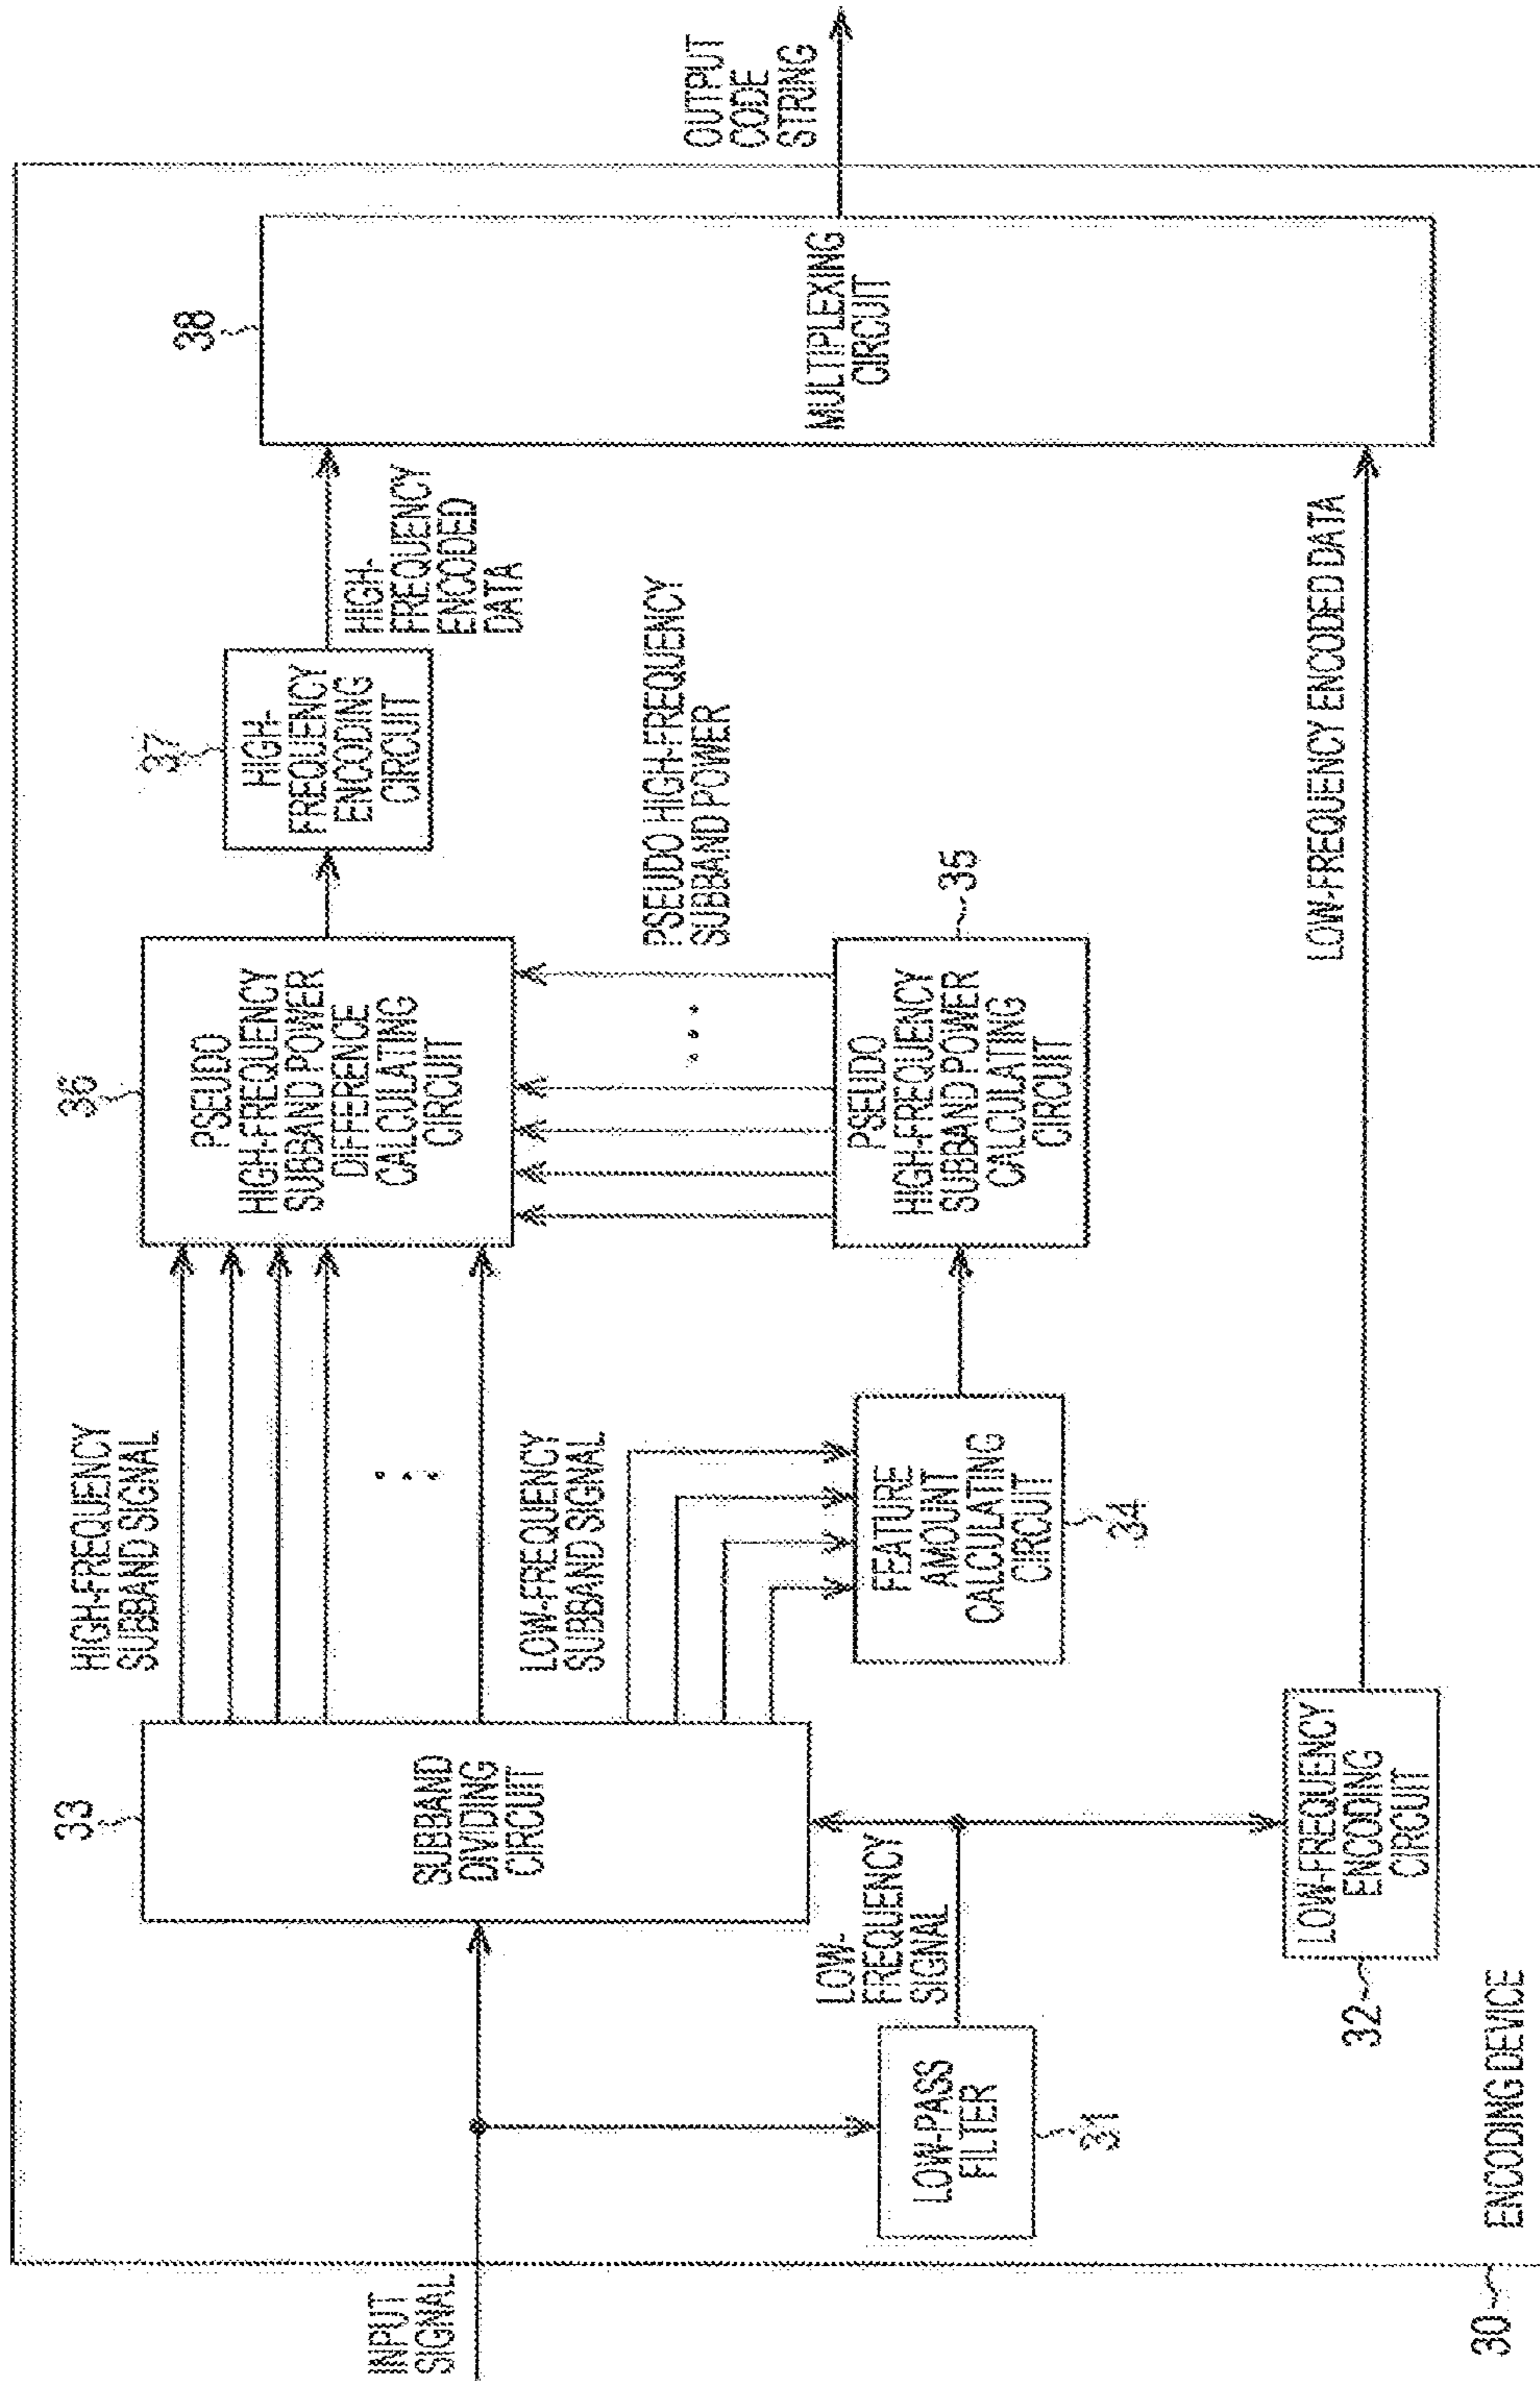 INPUT
SIGNAL
33
SUBBAND
DIVIDING
CIRCUIT
HIGH-FREQUENCY
SUBBAND SIGNAL
LOW-FREQUENCY
SUBBAND SIGNAL
36
PSEUDO
HIGH-FREQUENCY
SUBBAND POWER
DIFFERENCE
CALCULATING
CIRCUIT
37
HIGH-
FREQUENCY
ENCODING
CIRCUIT
HIGH-
FREQUENCY
ENCODED
DATA
38
MULTIPLEXING
CIRCUIT
OUTPUT
CODE
STRING
PSEUDO HIGH-FREQUENCY
SUBBAND POWER
LOW-
FREQUENCY
SIGNAL
LOW-PASS
FILTER
31
FEATURE
AMOUNT
CALCULATING
CIRCUIT
34
PSEUDO
HIGH-FREQUENCY
SUBBAND POWER
CALCULATING
CIRCUIT
35
LOW-FREQUENCY
ENCODING
CIRCUIT
32
LOW-FREQUENCY ENCODED DATA
30
ENCODING DEVICE